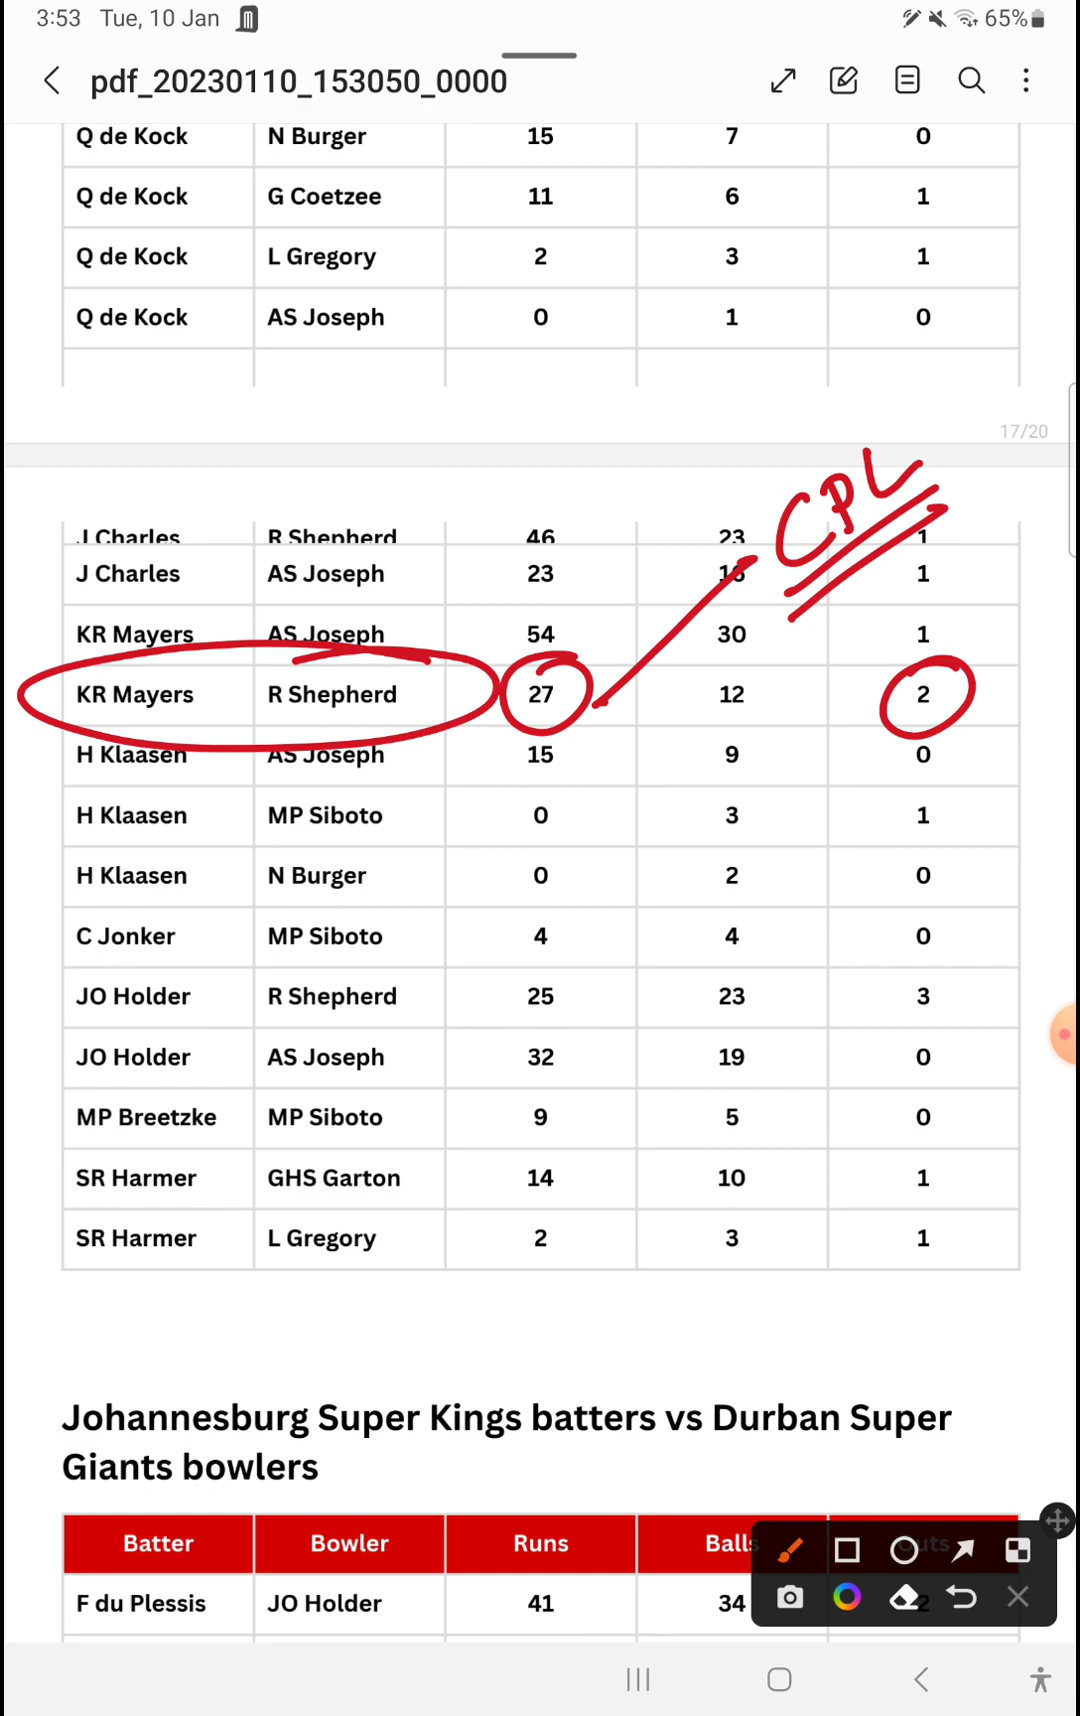 3:53 Tue, 10 Jan 65%
pdf_20230110_153050_0000
Q de Kock N Burger 15 7 0
Q de Kock G Coetzee 11 6 1
Q de Kock L Gregory 2 3 1
Q de Kock AS Joseph 0 1 0
17/20
CPL
J Charles R Shepherd 46 23 1
J Charles AS Joseph 23 16 1
KR Mayers AS Joseph 54 30 1
KR Mayers R Shepherd 27 12 2
H Klaasen AS Joseph 15 9 0
H Klaasen MP Siboto 0 3 1
H Klaasen N Burger 0 2 0
C Jonker MP Siboto 4 4 0
JO Holder R Shepherd 25 23 3
JO Holder AS Joseph 32 19 0
MP Breetzke MP Siboto 9 5 0
SR Harmer GHS Garton 14 10 1
SR Harmer L Gregory 2 3 1
Johannesburg Super Kings batters vs Durban Super
Giants bowlers
Batter Bowler Runs Balls Outs
F du Plessis JO Holder 41 34 2